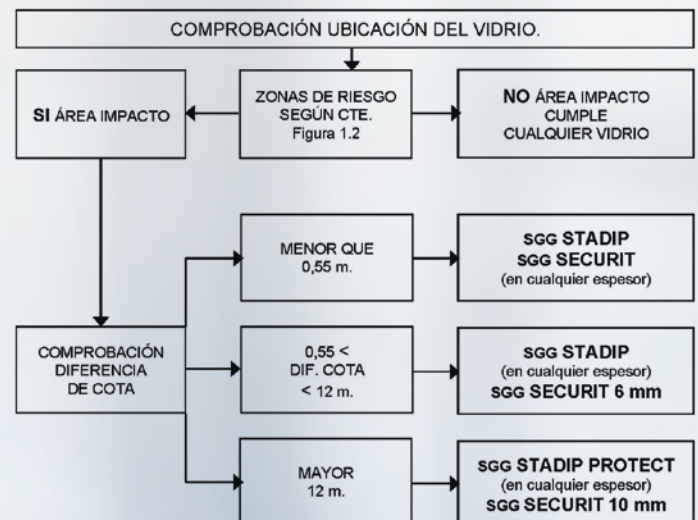 COMPROBACIÓN UBICACIÓN DEL VIDRIO.
SI ÁREA IMPACTO
ZONAS DE RIESGO
SEGÚN CTE.
Figura 1.2
NO ÁREA IMPACTO
CUMPLE
CUALQUIER VIDRIO
MENOR QUE
0,55 m.
SGG STADIP
SGG SECURIT
(en cualquier espesor)
COMPROBACIÓN
DIFERENCIA
DE COTA
0,55 <
DIF. COTA
< 12 m.
SGG STADIP
(en cualquier espesor)
SGG SECURIT 6 mm
MAYOR
12 m.
SGG STADIP PROTECT
(en cualquier espesor)
SGG SECURIT 10 mm